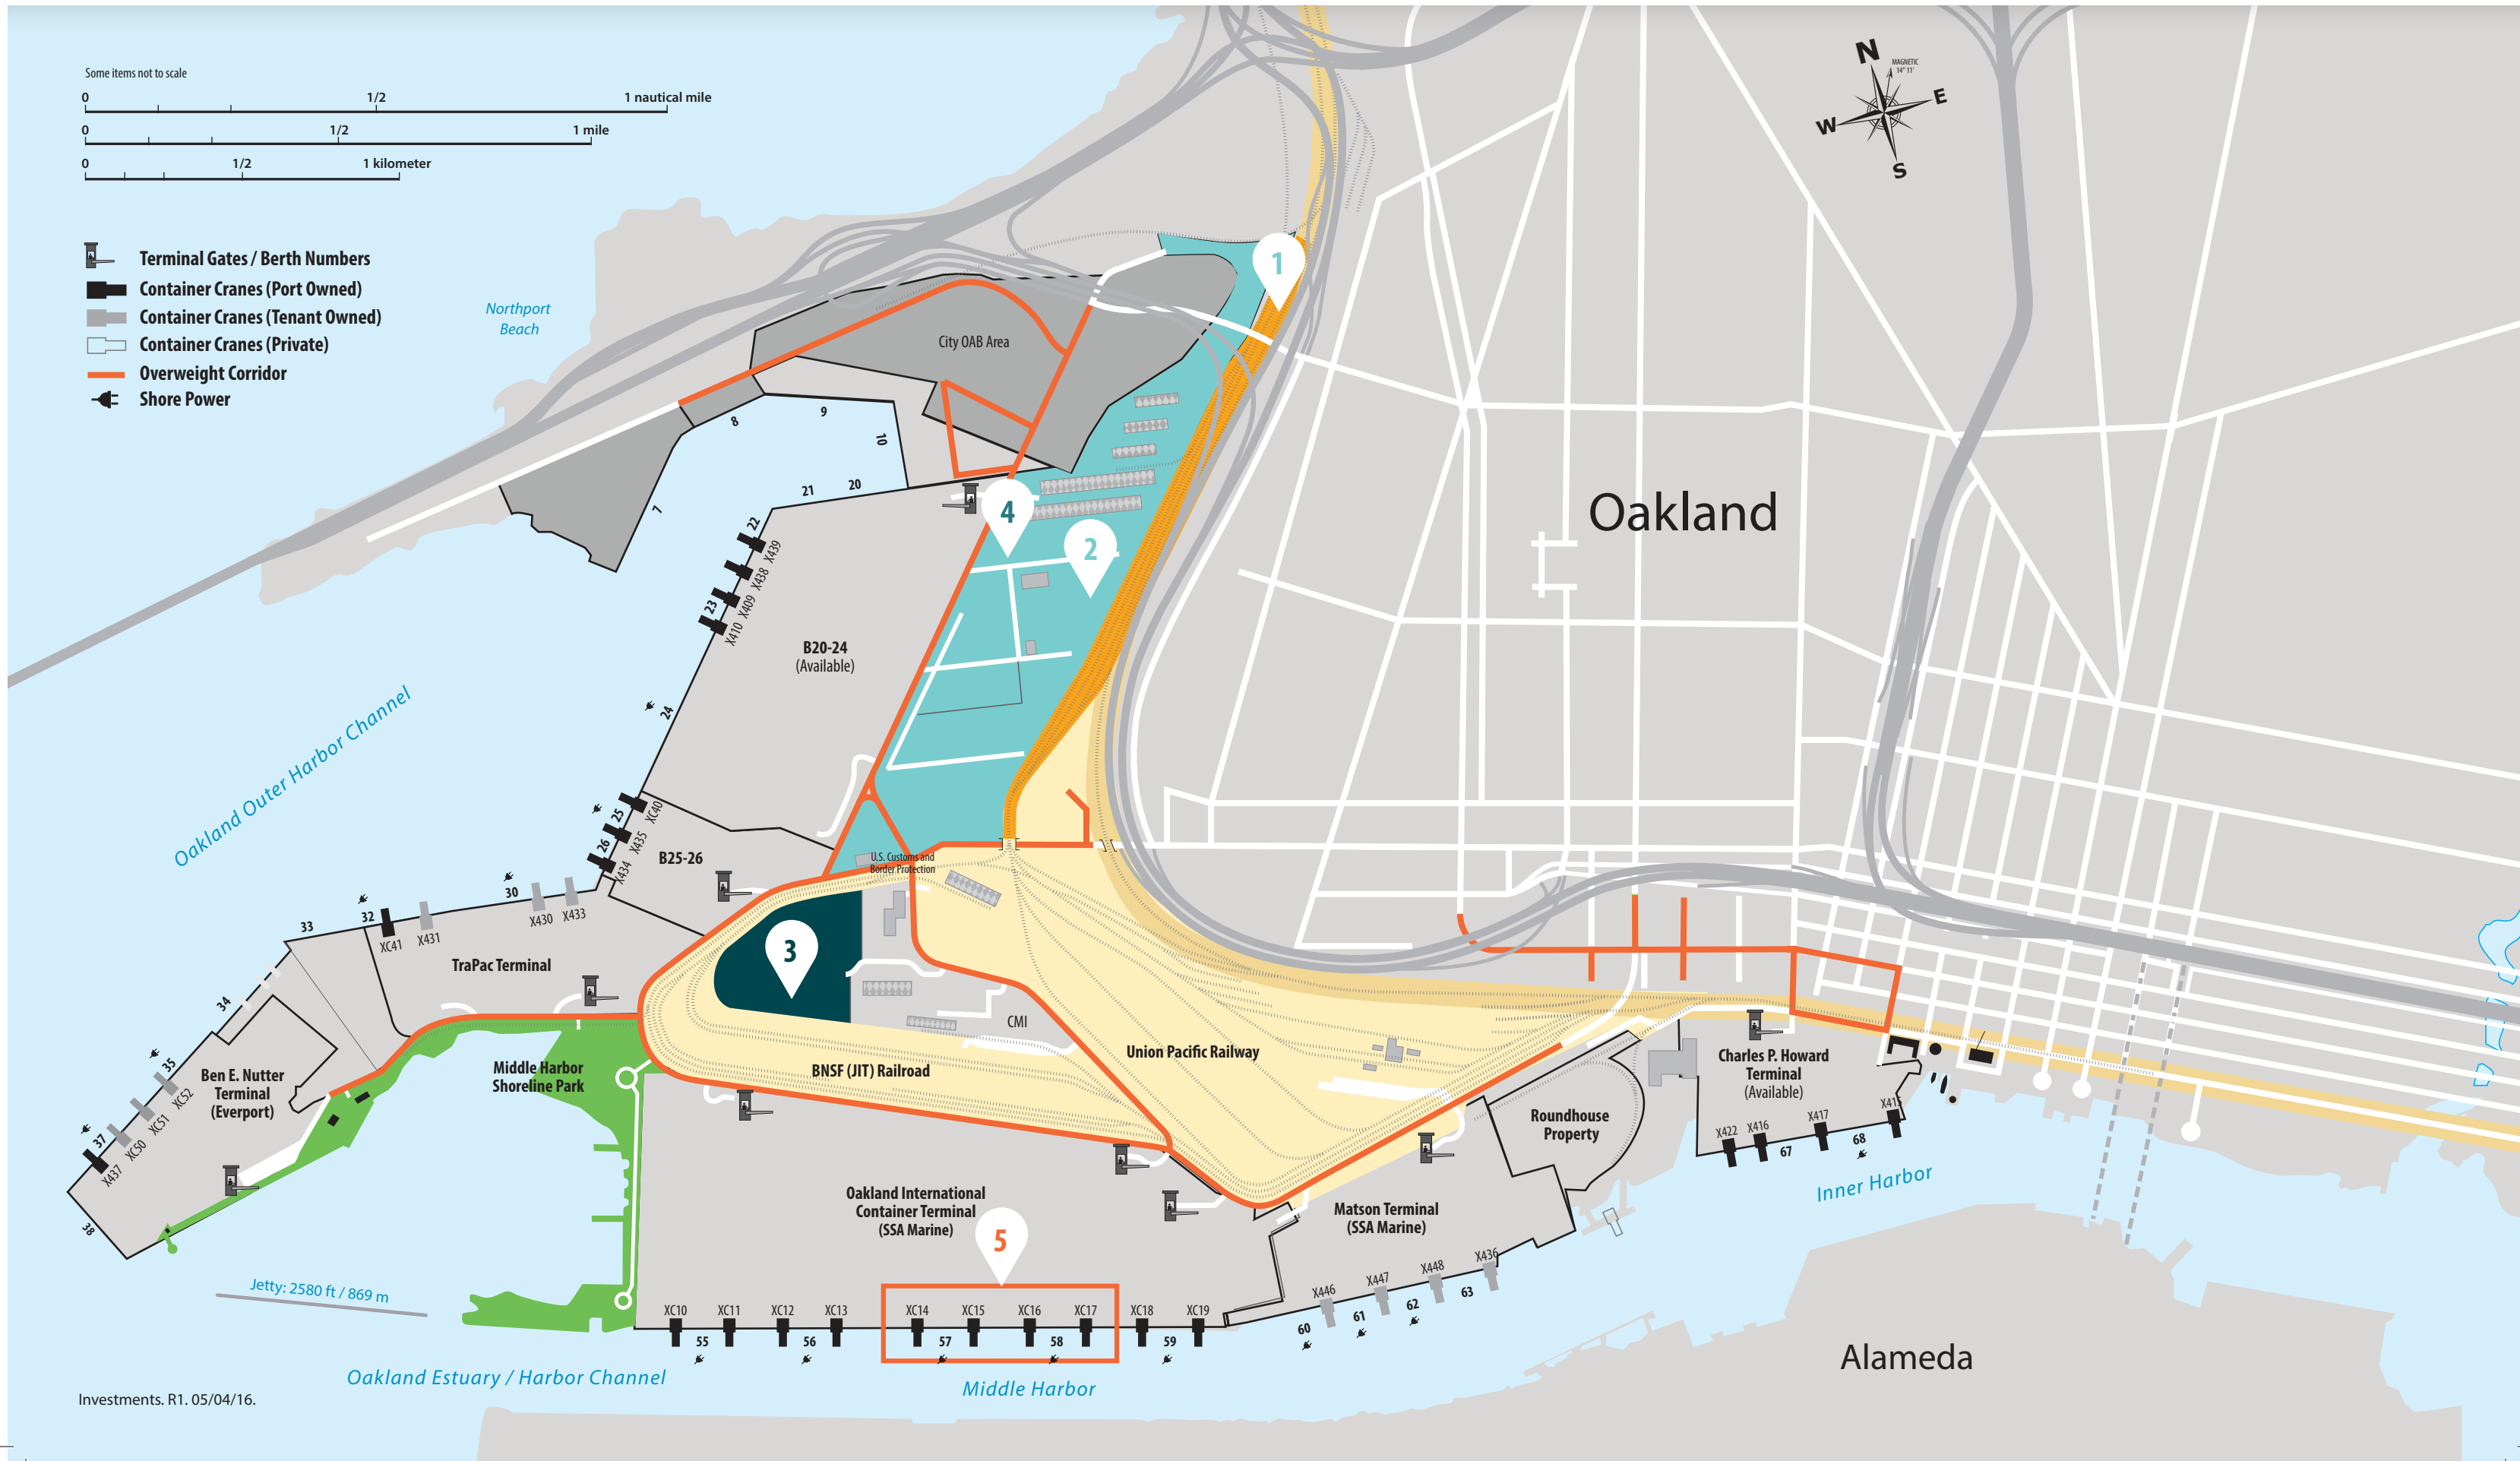 Some items not to scale
0 1/2 1 nautical mile
0 1/2 1 mile
0 1/2 1 kilometer
N
MAGNETIC
14° 11'
E
W
S
Terminal Gates / Berth Numbers
Container Cranes (Port Owned)
Container Cranes (Tenant Owned)
Container Cranes (Private)
Overweight Corridor
Shore Power
Northport
Beach
1
City OAB Area
8
9
10
7
21
20
4
2
Oakland
22
X439
X438
23
X409
X410
B20-24
(Available)
24
Oakland Outer Harbor Channel
25
XC40
26
X435
X434
B25-26
U.S. Customs and
Border Protection
30
X430
X433
32
XC41
X431
33
34
TraPac Terminal
3
CMI
35
XC52
XC51
XC50
37
X437
38
Ben E. Nutter
Terminal
(Everport)
Middle Harbor
Shoreline Park
BNSF (JIT) Railroad
Union Pacific Railway
Roundhouse
Property
Charles P. Howard
Terminal
(Available)
X422
X416
X417
X415
67
68
Inner Harbor
Oakland International
Container Terminal
(SSA Marine)
5
Matson Terminal
(SSA Marine)
X446
X447
X448
X436
60
61
62
63
Jetty: 2580 ft / 869 m
XC10
XC11
XC12
XC13
XC14
XC15
XC16
XC17
XC18
XC19
55
56
57
58
59
Oakland Estuary / Harbor Channel
Middle Harbor
Alameda
Investments. R1. 05/04/16.